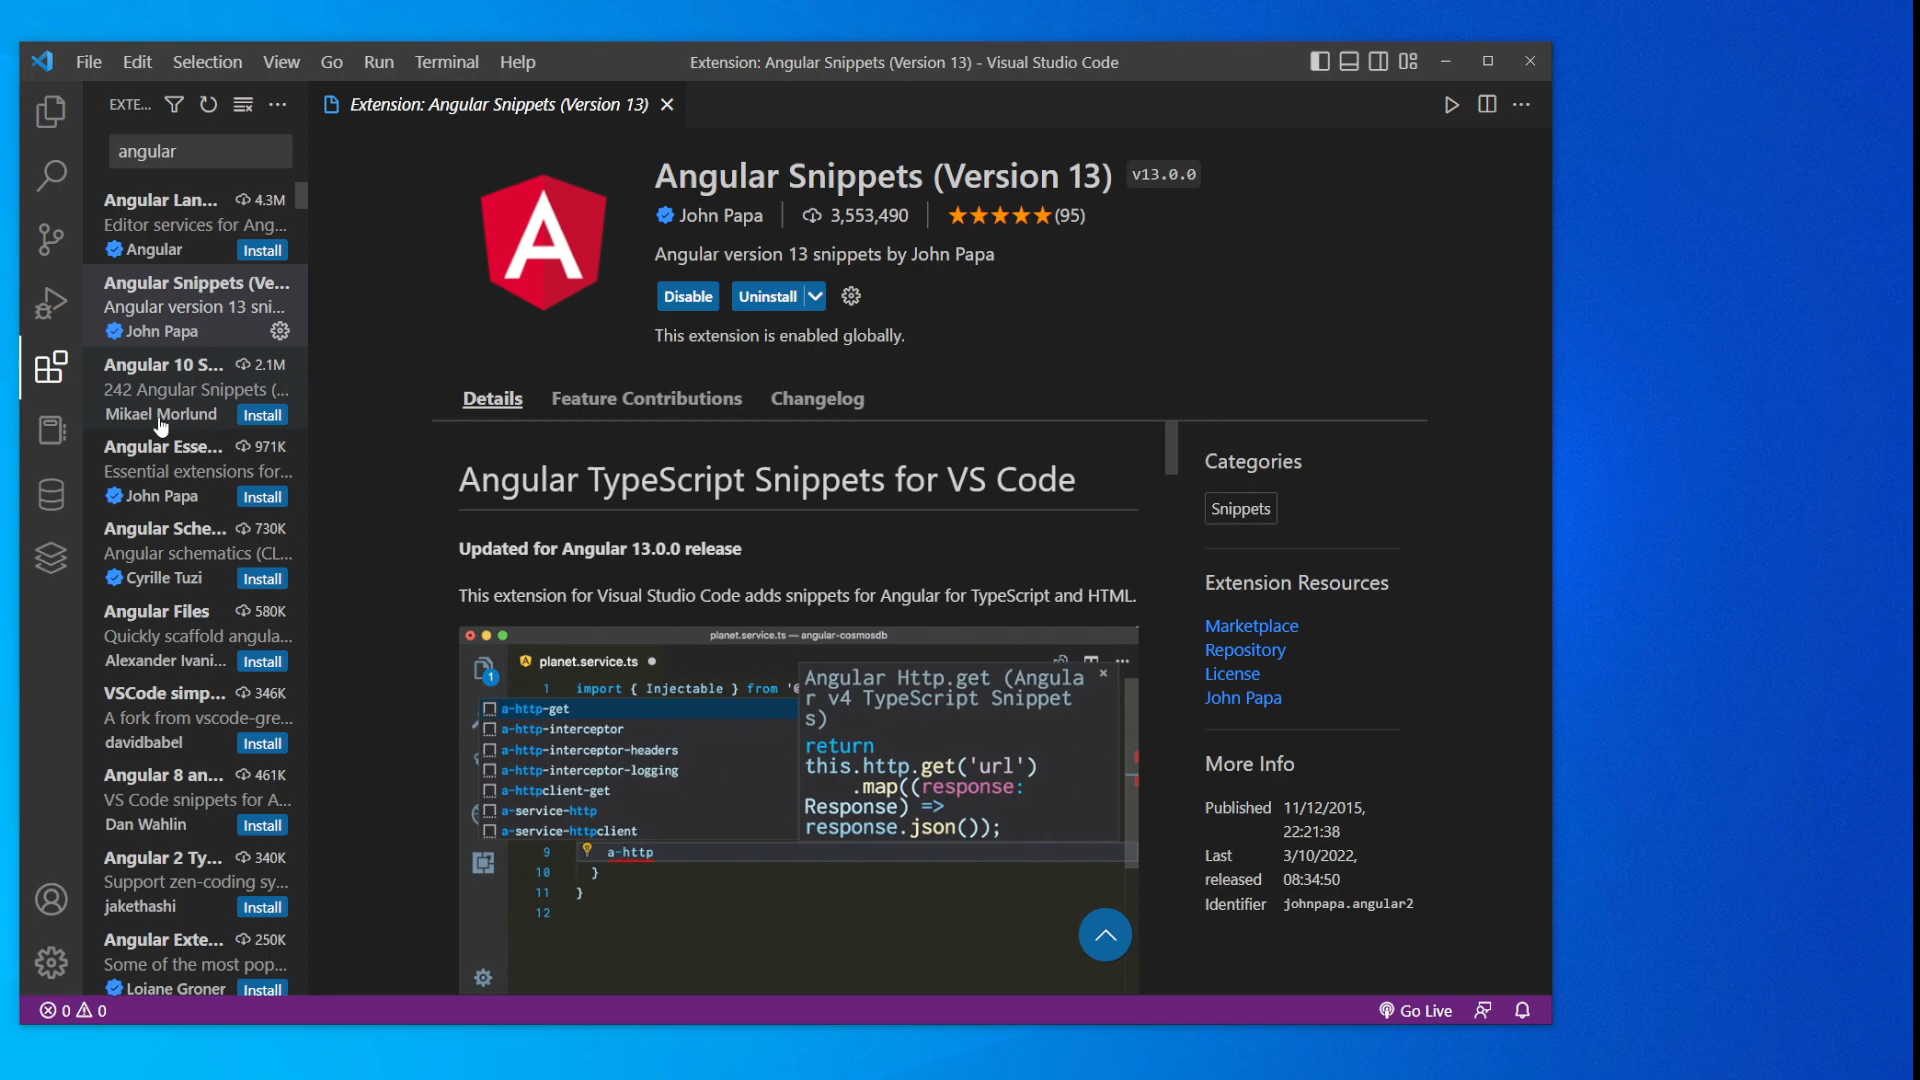 File Edit Selection View Go Run Terminal Help
Extension: Angular Snippets (Version 13) - Visual Studio Code
EXTE...
Extension: Angular Snippets (Version 13)
angular
Angular Lan... 4.3M
Editor services for Ang...
Angular Install
Angular Snippets (Ve...
Angular version 13 sni...
John Papa
Angular 10 S... 2.1M
242 Angular Snippets (...
Mikael Morlund Install
Angular Esse... 971K
Essential extensions for...
John Papa Install
Angular Sche... 730K
Angular schematics (CL...
Cyrille Tuzi Install
Angular Files 580K
Quickly scaffold angula...
Alexander Ivani... Install
VSCode simp... 346K
A fork from vscode-gre...
davidbabel Install
Angular 8 an... 461K
VS Code snippets for A...
Dan Wahlin Install
Angular 2 Ty... 340K
Support zen-coding sy...
jakethashi Install
Angular Exte... 250K
Some of the most pop...
Loiane Groner Install
Angular Snippets (Version 13) v13.0.0
John Papa 3,553,490 (95)
Angular version 13 snippets by John Papa
Disable Uninstall
This extension is enabled globally.
Details Feature Contributions Changelog
Angular TypeScript Snippets for VS Code
Updated for Angular 13.0.0 release
This extension for Visual Studio Code adds snippets for Angular for TypeScript and HTML.
planet.service.ts — angular-cosmosdb
planet.service.ts
1
1 import { Injectable } from '@
a-http-get
a-http-interceptor
a-http-interceptor-headers
a-http-interceptor-logging
a-httpclient-get
a-service-http
a-service-httpclient
Angular Http.get (Angula
r v4 TypeScript Snippet
s)
return
this.http.get('url')
.map((response:
Response) =>
response.json());
9 a-http
10 }
11 }
12
Categories
Snippets
Extension Resources
Marketplace
Repository
License
John Papa
More Info
Published 11/12/2015,
22:21:38
Last 3/10/2022,
released 08:34:50
Identifier johnpapa.angular2
0 0
Go Live